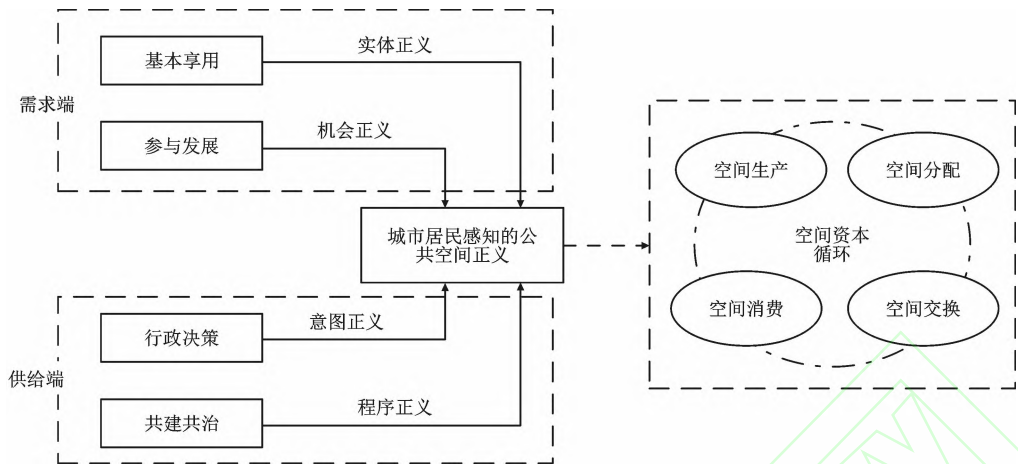 基本享用
实体正义
需求端
参与发展
机会正义
城市居民感知的公
共空间正义
行政决策
意图正义
供给端
共建共治
程序正义
空间生产
空间分配
空间资本
循环
空间消费
空间交换